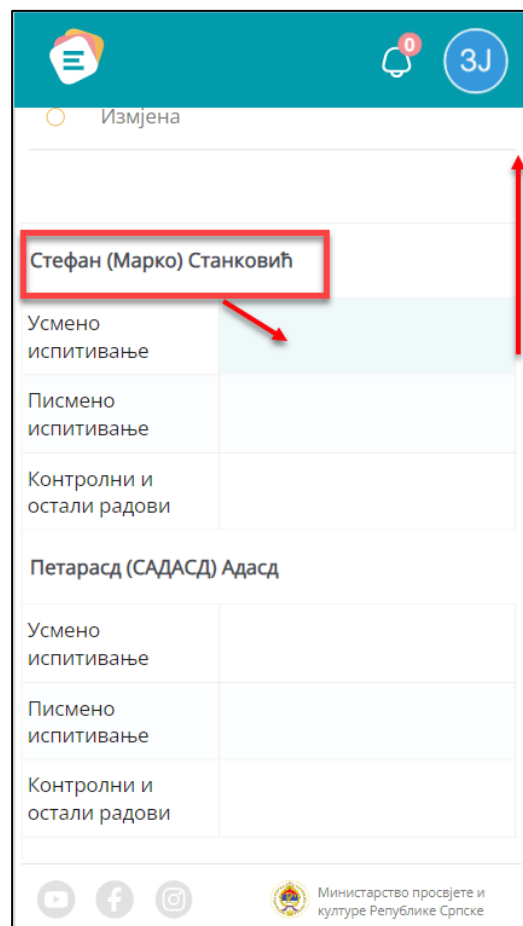 0
ЗЈ
Измјена
Стефан (Марко) Станковић
Усмено
испитивање
Писмено
испитивање
Контролни и
остали радови
Петарасд (САДАСД) Адасд
Усмено
испитивање
Писмено
испитивање
Контролни и
остали радови
Министарство просвјете и
културе Републике Српске